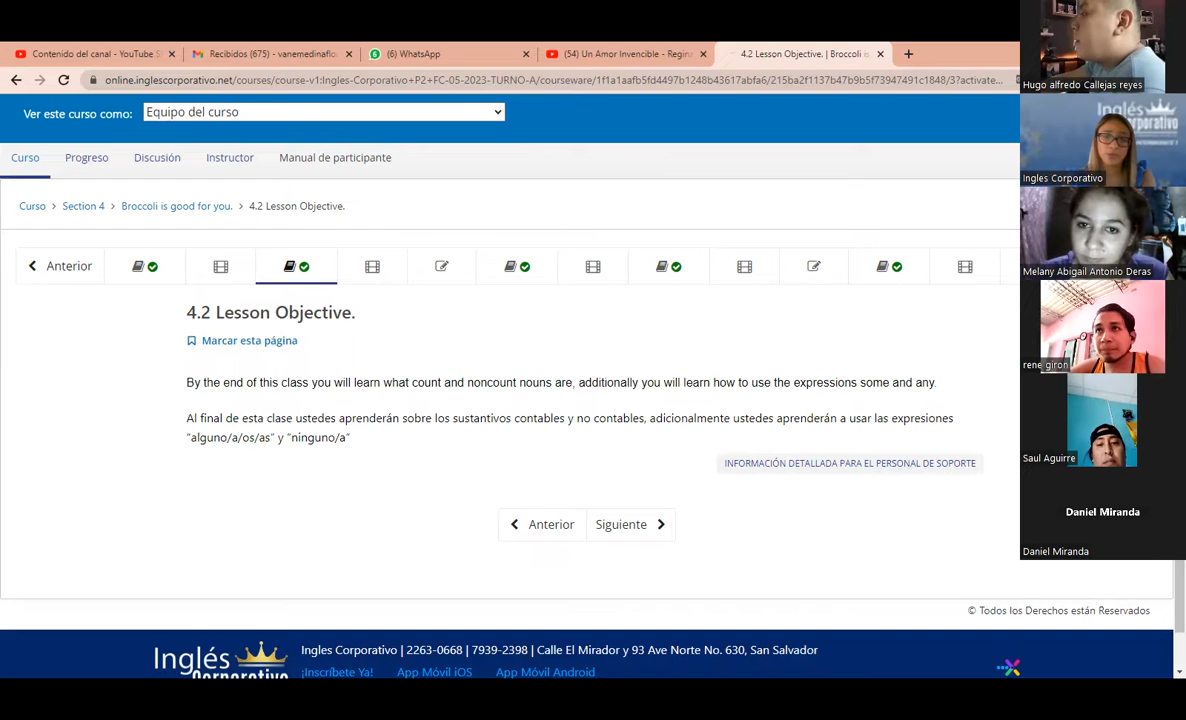 Contenido del canal - YouTube S
Recibidos (675) - vanemedinaflo
(6) WhatsApp
(54) Un Amor Invencible - Regin
4.2 Lesson Objective. | Broccoli is
online.inglescorporativo.net/courses/course-v1:Ingles-Corporativo+P2+FC-05-2023-TURNO-A/courseware/1f1a1aafb5fd4497b1248b43617abfa6/215ba2f1137b47b9b5f73947491c1848/3?activate...
Ver este curso como:
Equipo del curso
Curso
Progreso
Discusión
Instructor
Manual de participante
Curso > Section 4 > Broccoli is good for you. > 4.2 Lesson Objective.
Anterior
4.2 Lesson Objective.
Marcar esta página
By the end of this class you will learn what count and noncount nouns are, additionally you will learn how to use the expressions some and any.
Al final de esta clase ustedes aprenderán sobre los sustantivos contables y no contables, adicionalmente ustedes aprenderán a usar las expresiones
"alguno/a/os/as" y "ninguno/a"
INFORMACIÓN DETALLADA PARA EL PERSONAL DE SOPORTE
Anterior
Siguiente
© Todos los Derechos están Reservados
Inglés
Corporativo
Ingles Corporativo | 2263-0668 | 7939-2398 | Calle El Mirador y 93 Ave Norte No. 630, San Salvador
¡Inscríbete Ya!
App Móvil iOS
App Móvil Android
Hugo alfredo Callejas reyes
Inglés
Ingles Corporativo
Melany Abigail Antonio Deras
rene giron
Saul Aguirre
Daniel Miranda
Daniel Miranda